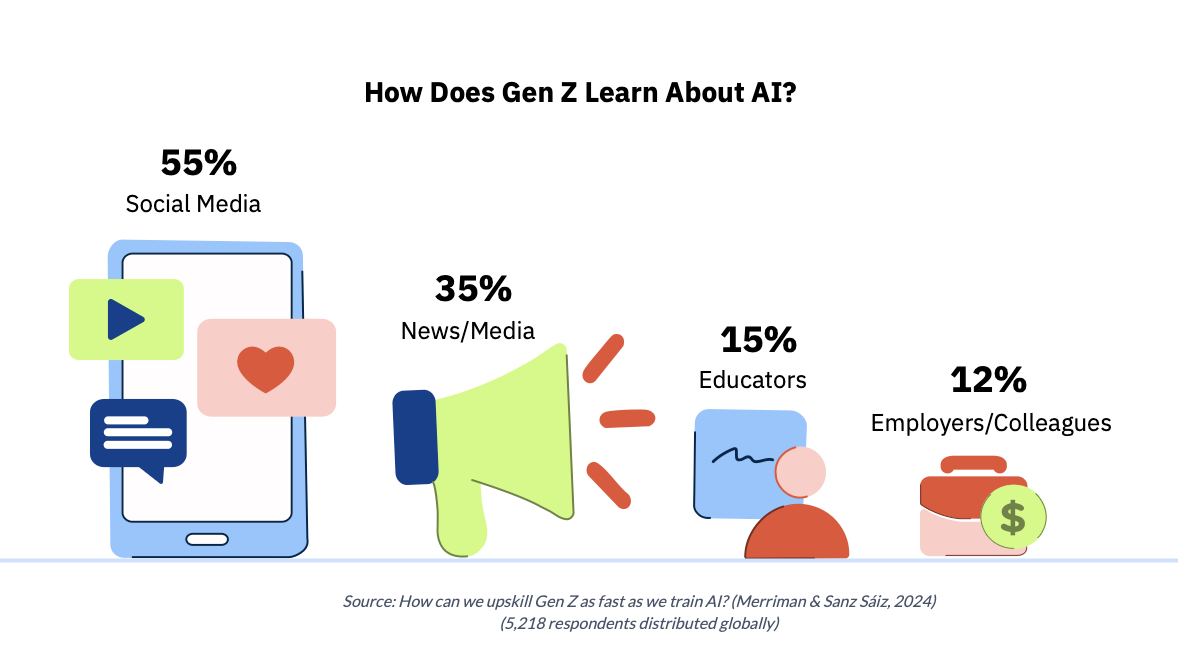 How Does Gen Z Learn About AI?
55%
Social Media
35%
News/Media
15%
Educators
12%
Employers/Colleagues
$
Source: How can we upskill Gen Z as fast as we train AI? (Merriman & Sanz Sáiz, 2024)
(5,218 respondents distributed globally)